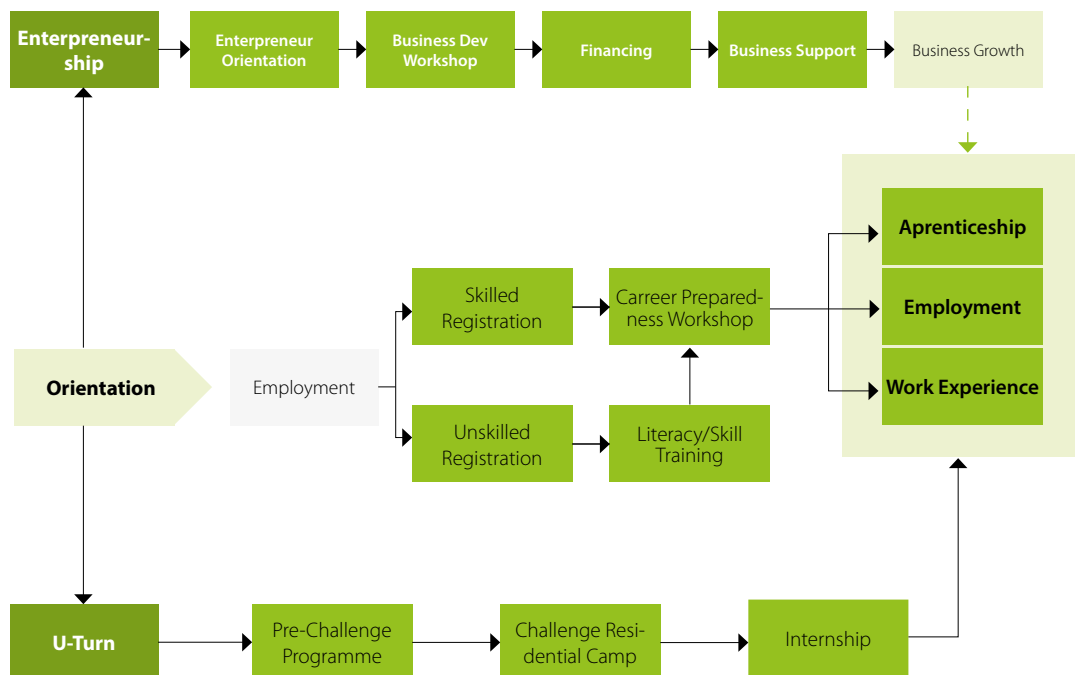 Enterpreneur-
ship
Enterpreneur
Orientation
Business Dev
Workshop
Financing
Business Support
Business Growth
Aprenticeship
Employment
Work Experience
Skilled
Registration
Carreer Prepared-
ness Workshop
Orientation
Employment
Unskilled
Registration
Literacy/Skill
Training
U-Turn
Pre-Challenge
Programme
Challenge Resi-
dential Camp
Internship